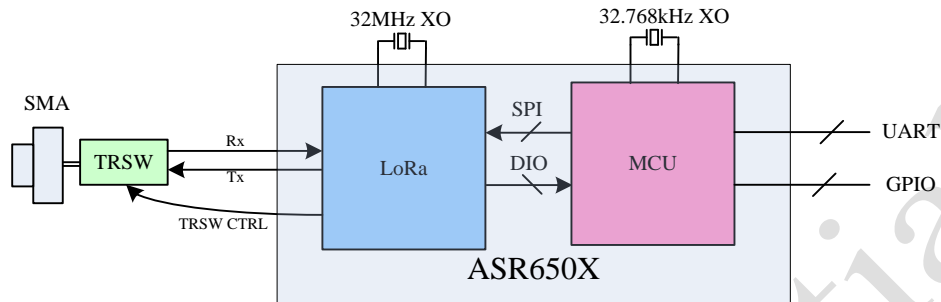 32MHz XO
32.768kHz XO
SMA
TRSW
Rx
Tx
TRSW CTRL
LoRa
SPI
DIO
MCU
UART
GPIO
ASR650X